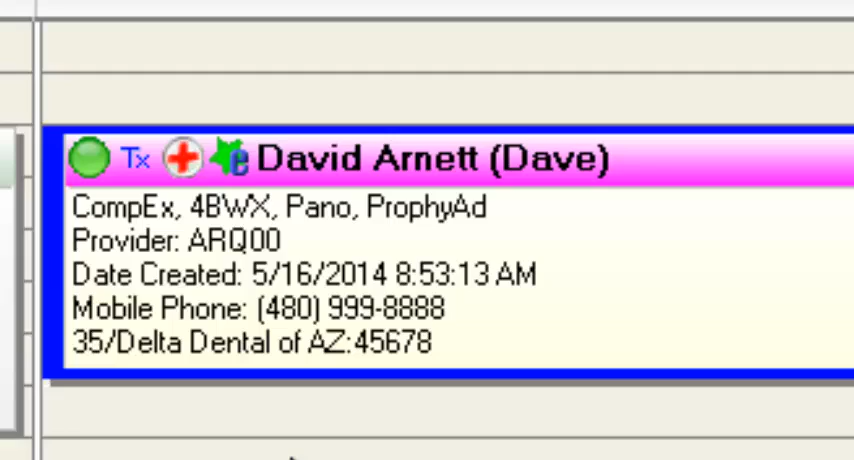 Tx e David Arnett (Dave)
CompEx, 4BWX, Pano, ProphyAd
Provider: ARQ00
Date Created: 5/16/2014 8:53:13 AM
Mobile Phone: (480) 999-8888
35/Delta Dental of AZ:45678